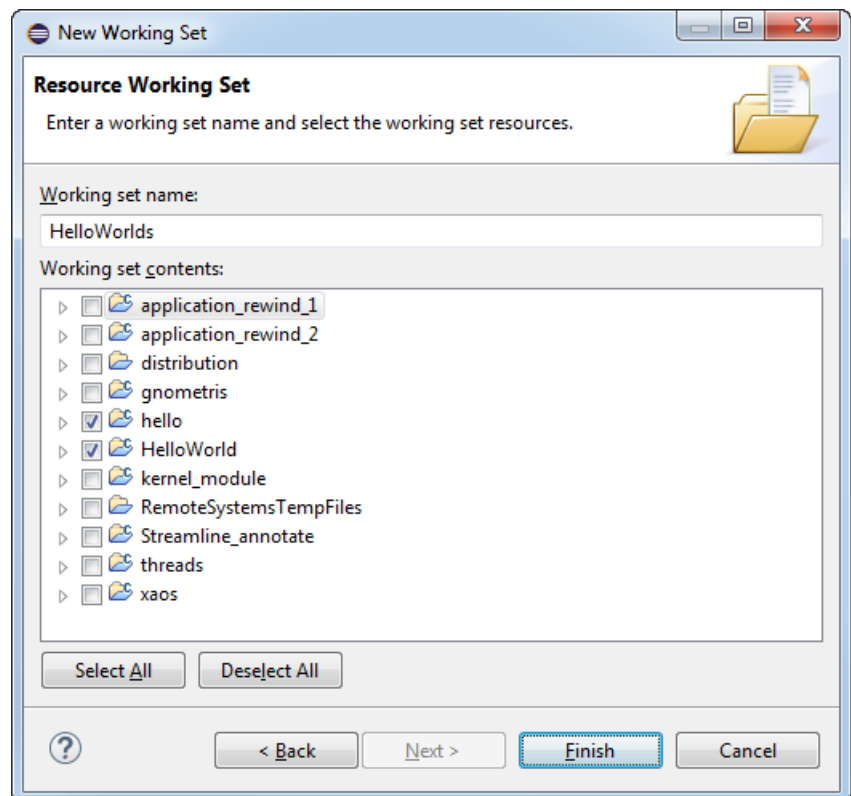 New Working Set
Resource Working Set
Enter a working set name and select the working set resources.
Working set name:
HelloWorlds
Working set contents:
application_rewind_1
application_rewind_2
distribution
gnometris
hello
HelloWorld
kernel_module
RemoteSystemsTempFiles
Streamline_annotate
threads
xaos
Select All Deselect All
? < Back Next > Finish Cancel